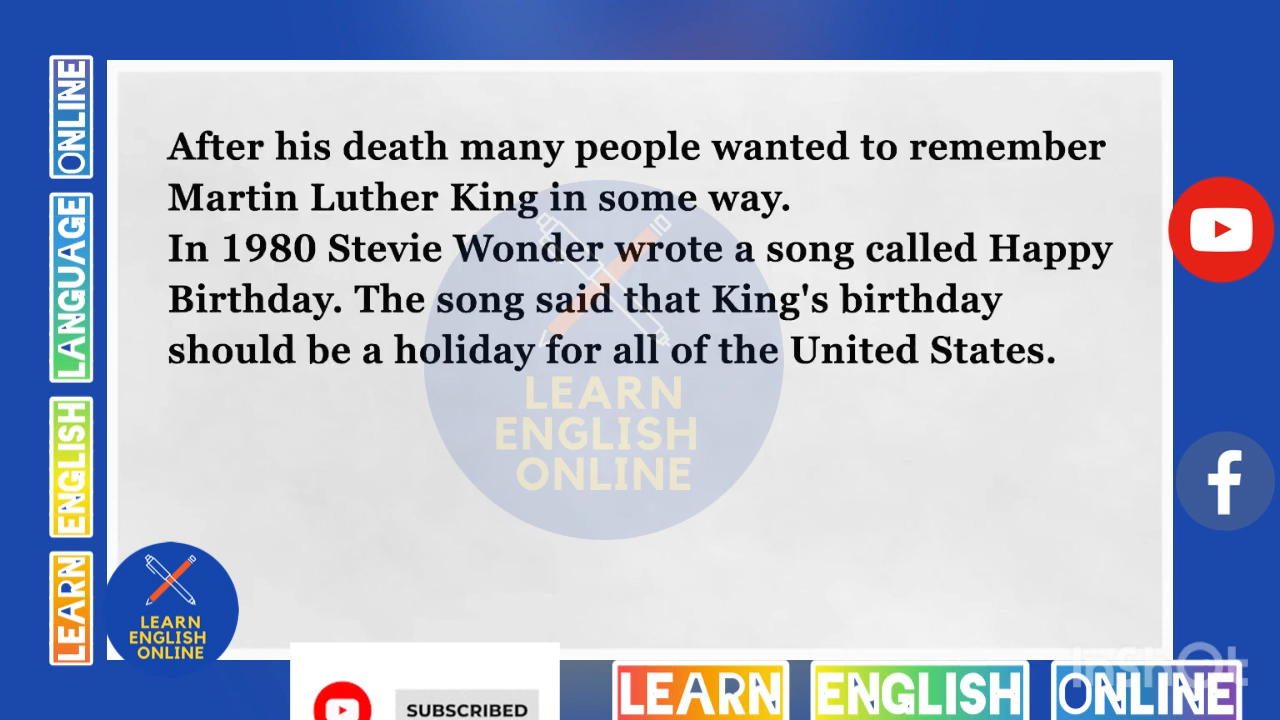 After his death many people wanted to remember
Martin Luther King in some way.
In 1980 Stevie Wonder wrote a song called Happy
Birthday. The song said that King's birthday
should be a holiday for all of the United States.
LEARN
ENGLISH
ONLINE
LEARN ENGLISH LANGUAGE ONLINE
LEARN
ENGLISH
ONLINE
SUBSCRIBED
LEARN ENGLISH ONLINE
InShOt